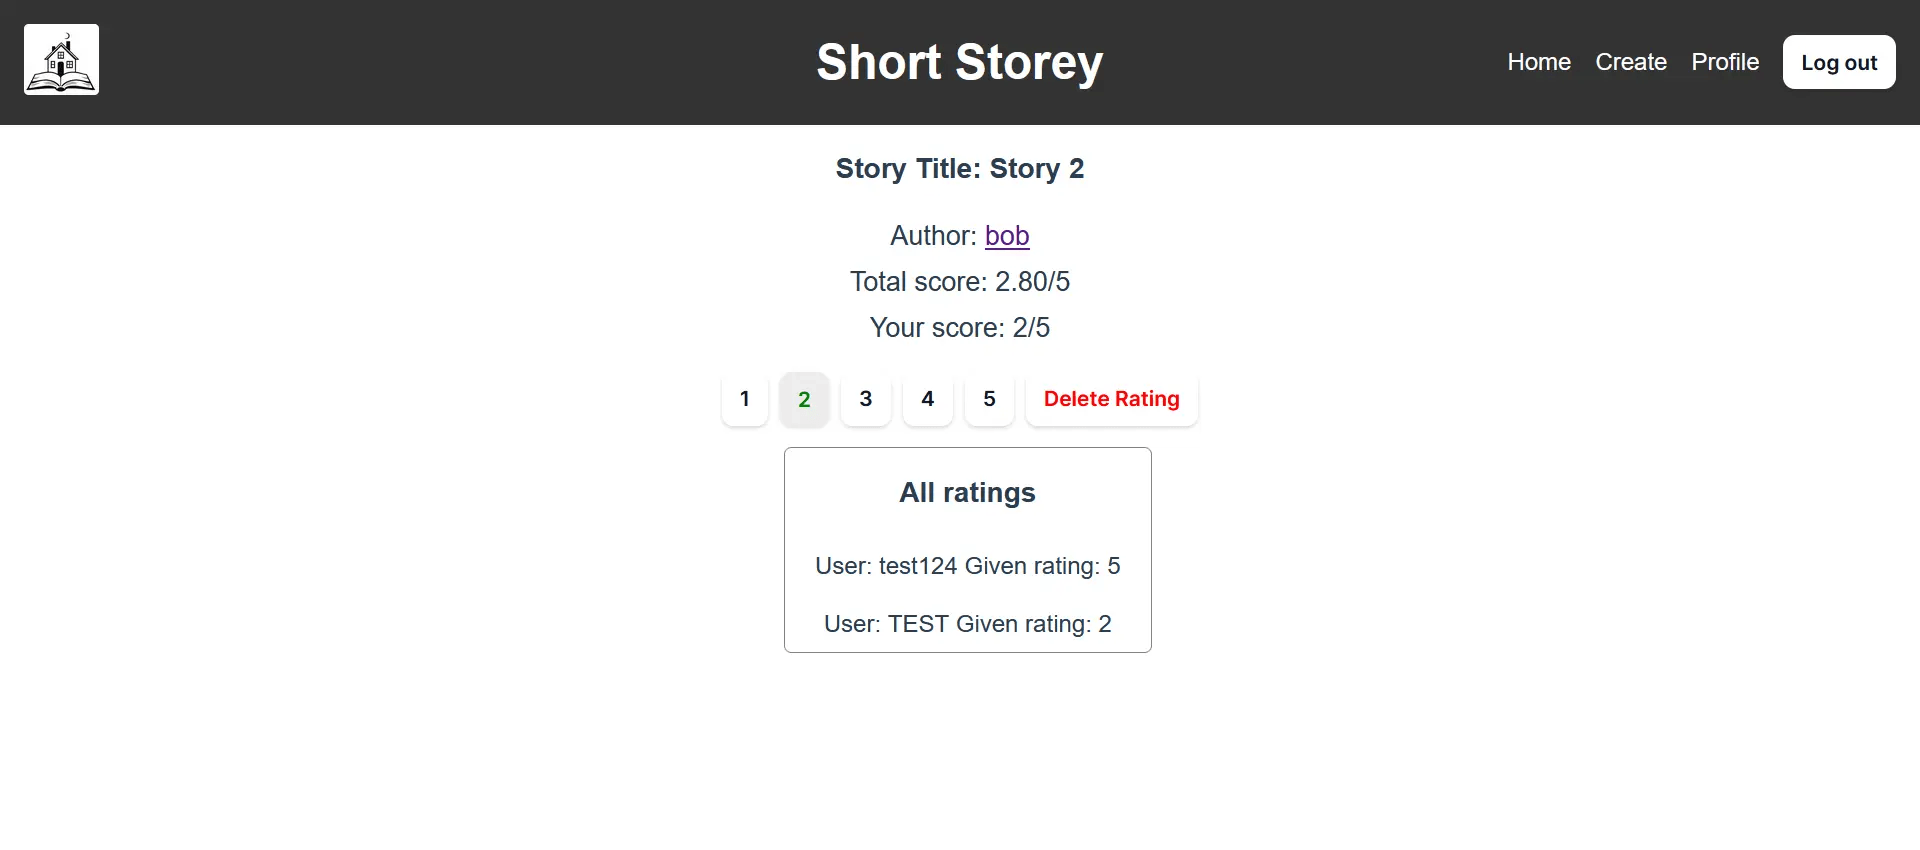 Short Storey
Home Create Profile Log out
Story Title: Story 2
Author: bob
Total score: 2.80/5
Your score: 2/5
1 2 3 4 5 Delete Rating
All ratings
User: test124 Given rating: 5
User: TEST Given rating: 2